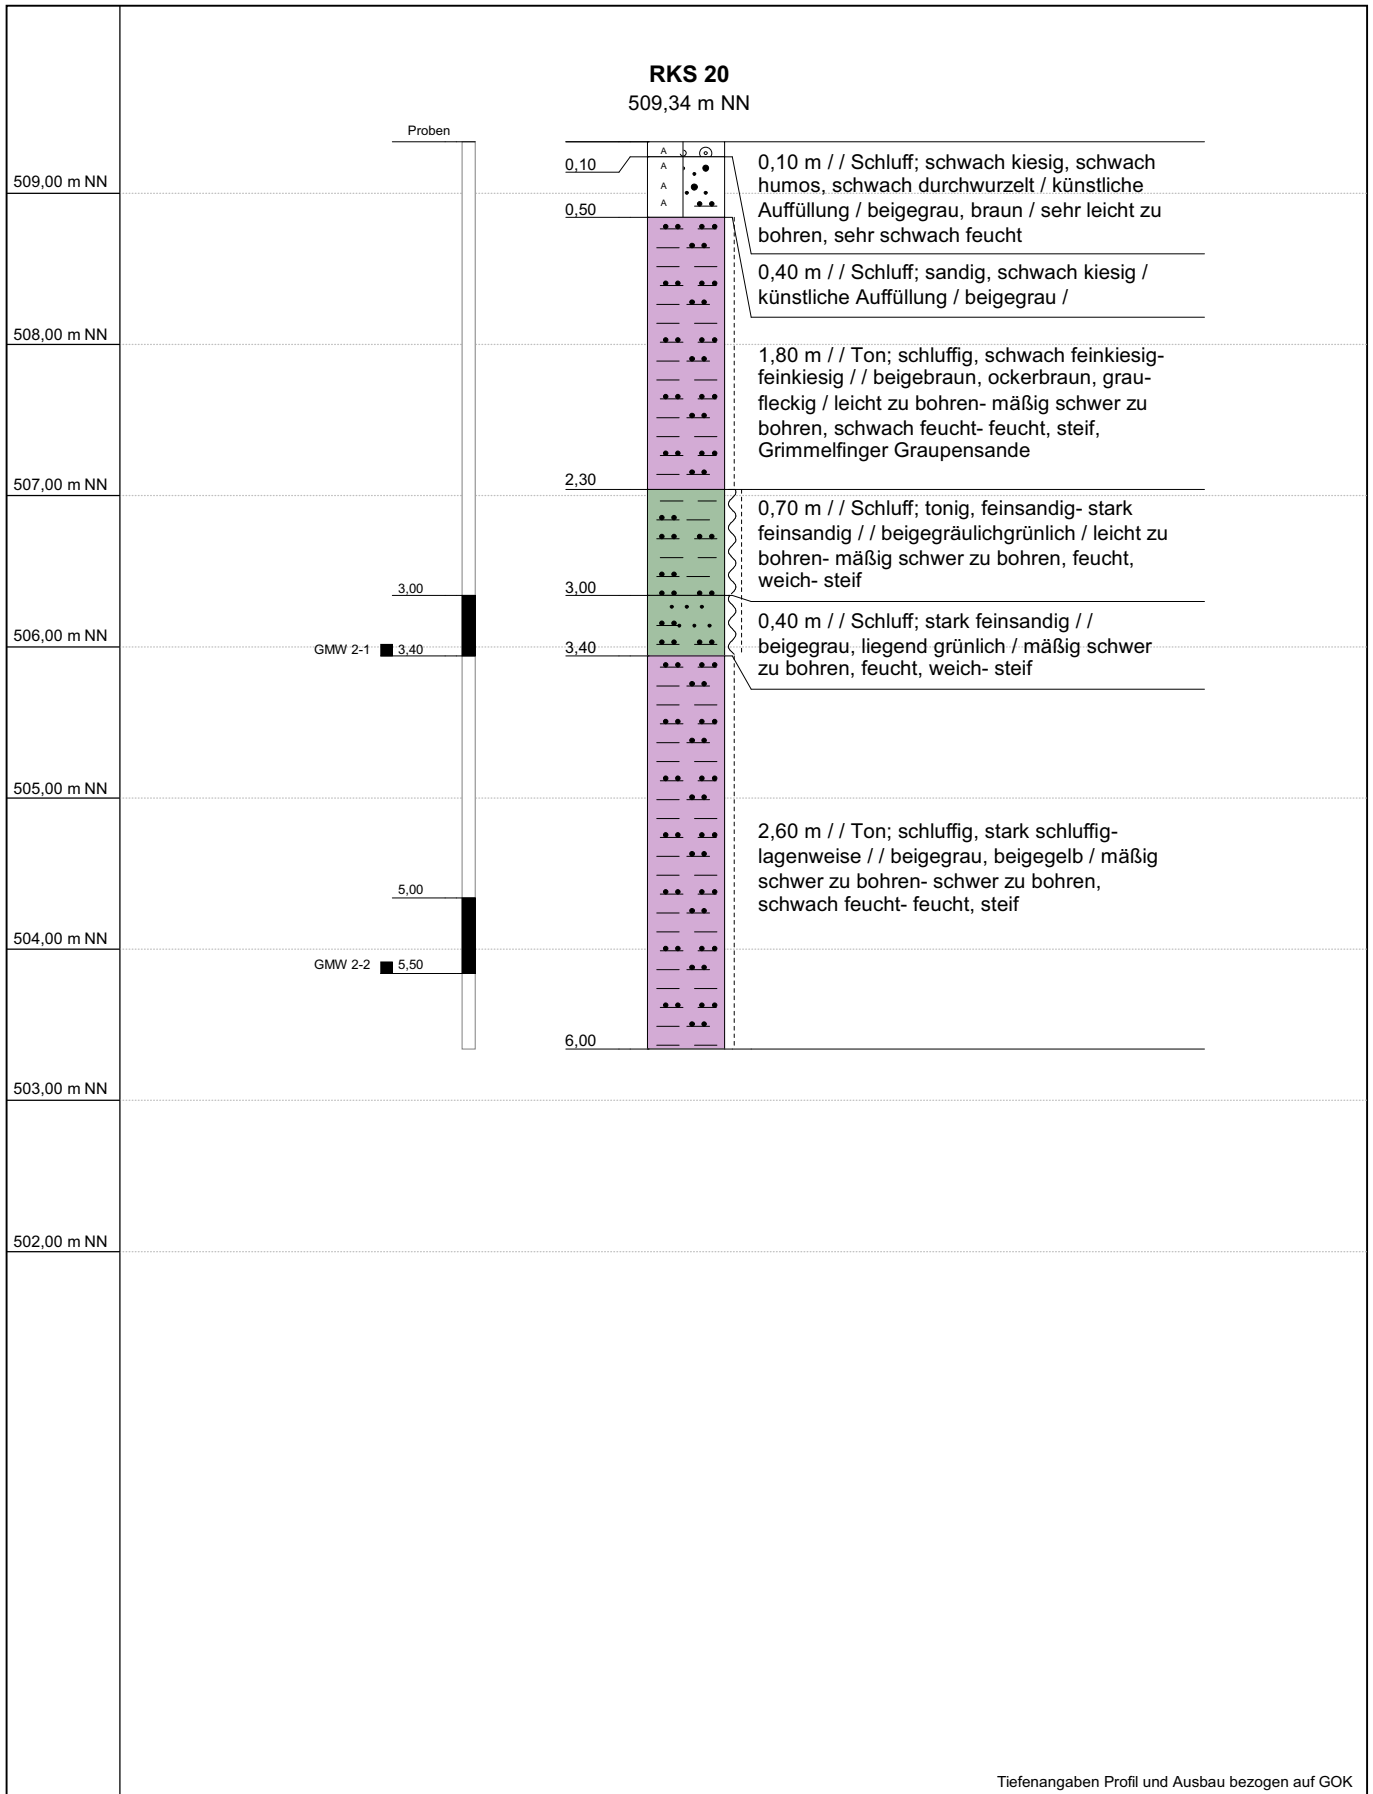 RKS 20
509,34 m NN
Proben
509,00 m NN
508,00 m NN
507,00 m NN
506,00 m NN
505,00 m NN
504,00 m NN
503,00 m NN
502,00 m NN
3,00
GMW 2-1 3,40
5,00
GMW 2-2 5,50
0,10
0,50
2,30
3,00
3,40
6,00
A
A
A
A
0,10 m / / Schluff; schwach kiesig, schwach
humos, schwach durchwurzelt / künstliche
Auffüllung / beigegrau, braun / sehr leicht zu
bohren, sehr schwach feucht
0,40 m / / Schluff; sandig, schwach kiesig /
künstliche Auffüllung / beigegrau /
1,80 m / / Ton; schluffig, schwach feinkiesig-
feinkiesig / / beigebraun, ockerbraun, grau-
fleckig / leicht zu bohren- mäßig schwer zu
bohren, schwach feucht- feucht, steif,
Grimmelfinger Graupensande
0,70 m / / Schluff; tonig, feinsandig- stark
feinsandig / / beigegräulichgrünlich / leicht zu
bohren- mäßig schwer zu bohren, feucht,
weich- steif
0,40 m / / Schluff; stark feinsandig / /
beigegrau, liegend grünlich / mäßig schwer
zu bohren, feucht, weich- steif
2,60 m / / Ton; schluffig, stark schluffig-
lagenweise / / beigegrau, beigegelb / mäßig
schwer zu bohren- schwer zu bohren,
schwach feucht- feucht, steif
Tiefenangaben Profil und Ausbau bezogen auf GOK